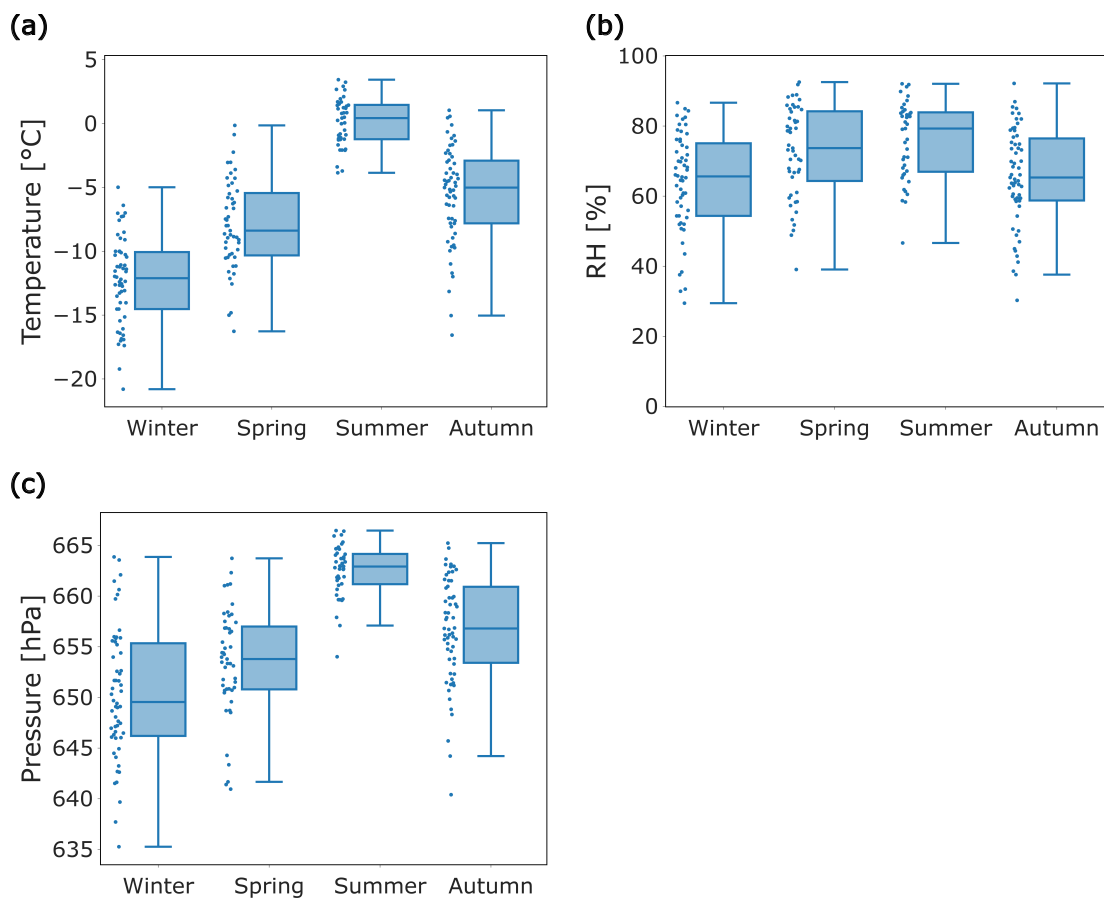 (a)
Temperature [°C]
5
0
−5
−10
−15
−20
Winter Spring Summer Autumn
(b)
RH [%]
100
80
60
40
20
0
Winter Spring Summer Autumn
(c)
Pressure [hPa]
665
660
655
650
645
640
635
Winter Spring Summer Autumn